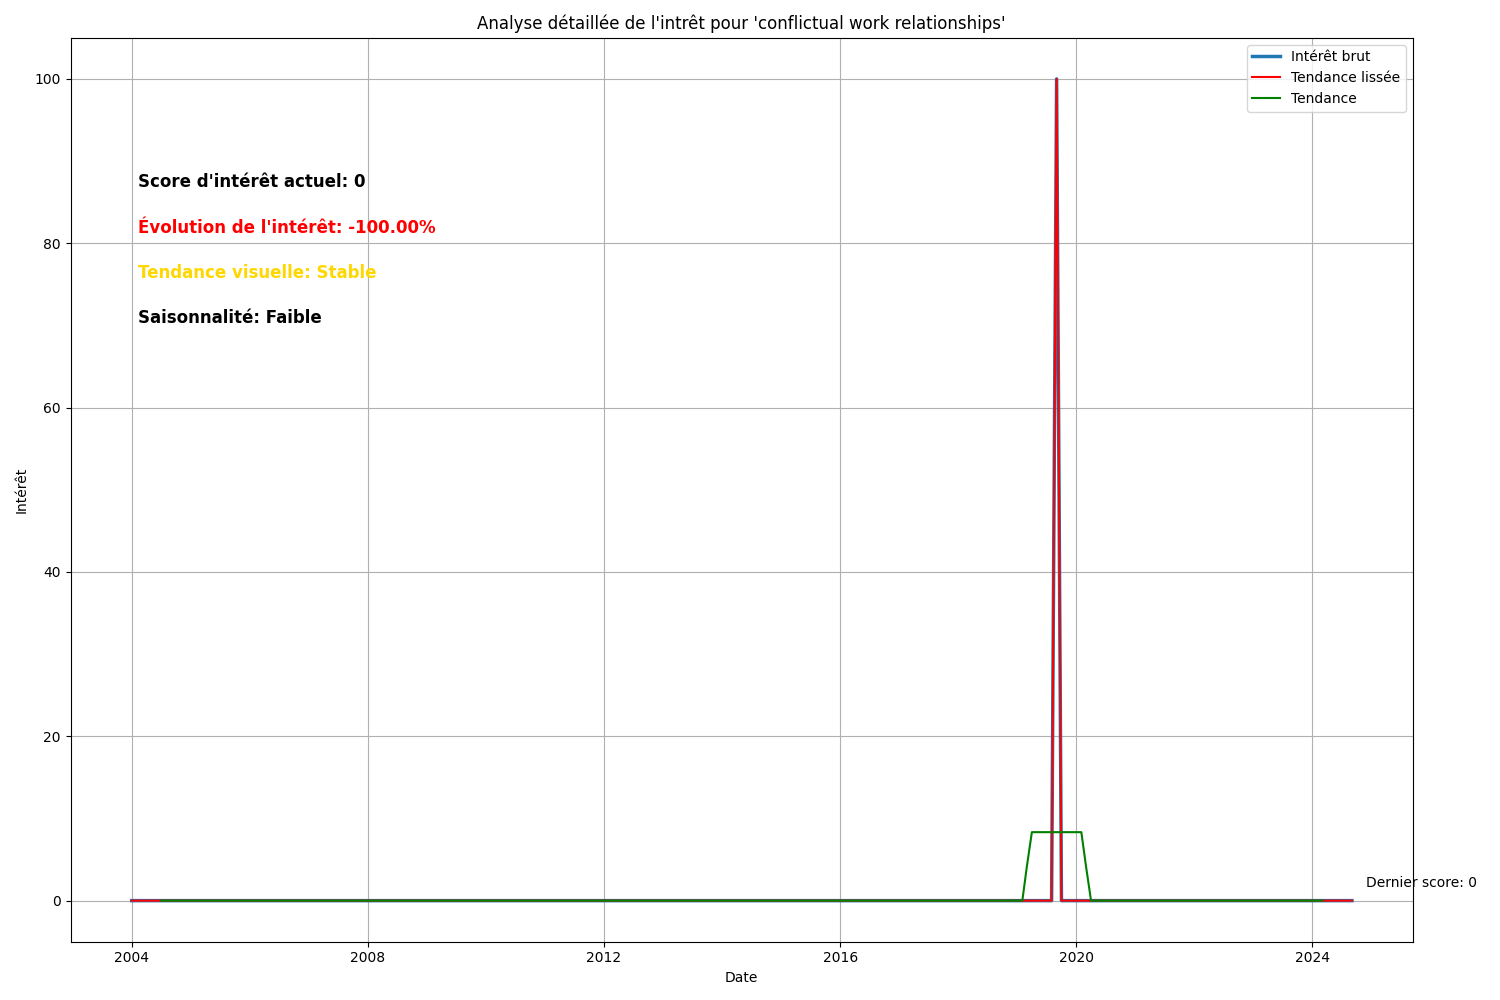 Analyse détaillée de l'intrêt pour 'conflictual work relationships'
Intérêt brut
Tendance lissée
Tendance
100
80
60
40
20
0
Intérêt
Score d'intérêt actuel: 0
Évolution de l'intérêt: -100.00%
Tendance visuelle: Stable
Saisonnalité: Faible
Dernier score: 0
2004
2008
2012
2016
2020
2024
Date